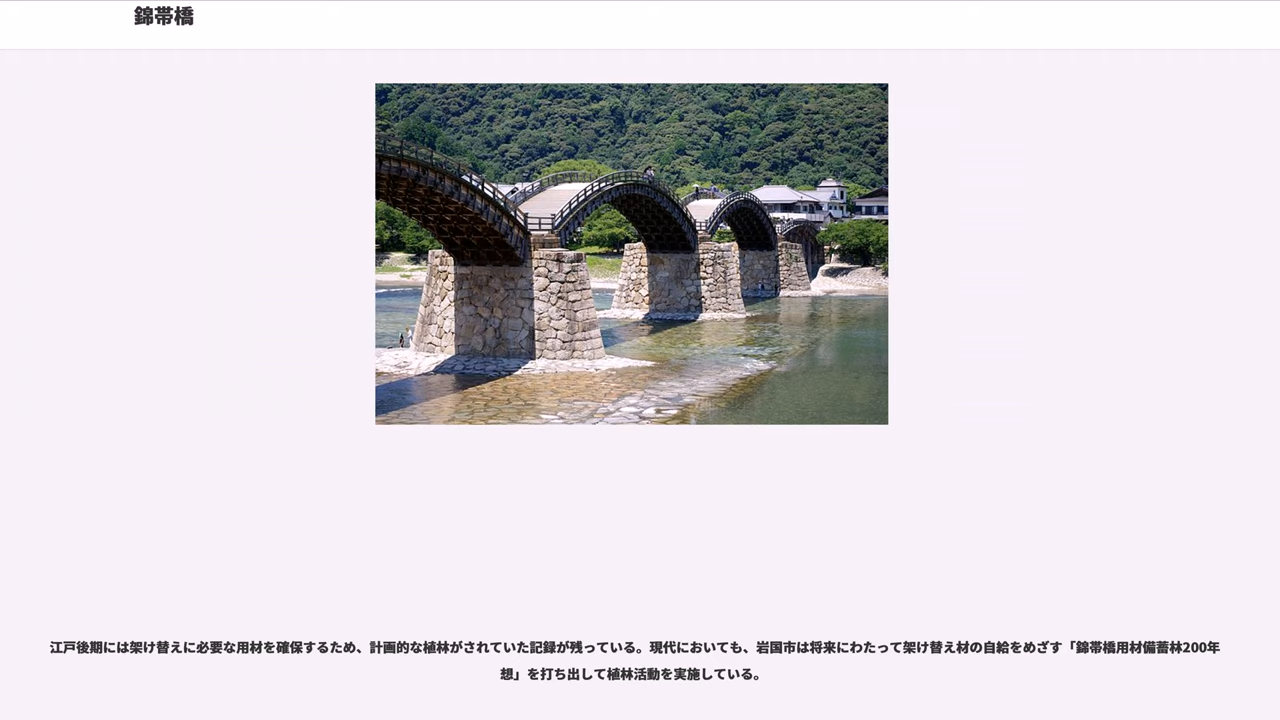 錦帯橋
江戸後期には架け替えに必要な用材を確保するため、計画的な植林がされていた記録が残っている。現代においても、岩国市は将来にわたって架け替え材の自給をめざす「錦帯橋用材備蓄林200年
想」を打ち出して植林活動を実施している。